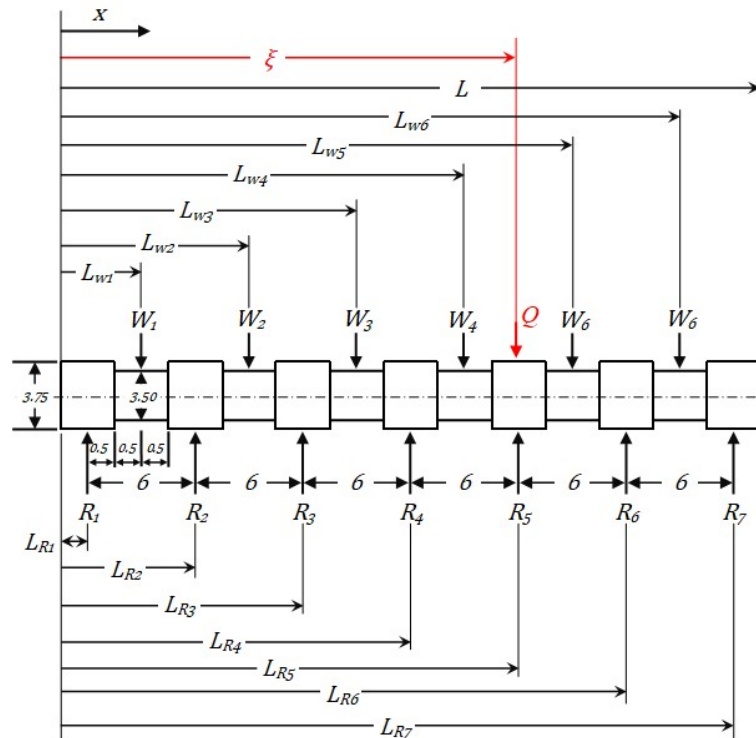 x
ξ
L
Lw6
Lw5
Lw4
Lw3
Lw2
Lw1
W1 W2 W3 W4 Q W6 W6
3.75 3.50
0.5 0.5 0.5
6 6 6 6 6 6
R1 R2 R3 R4 R5 R6 R7
LR1
LR2
LR3
LR4
LR5
LR6
LR7